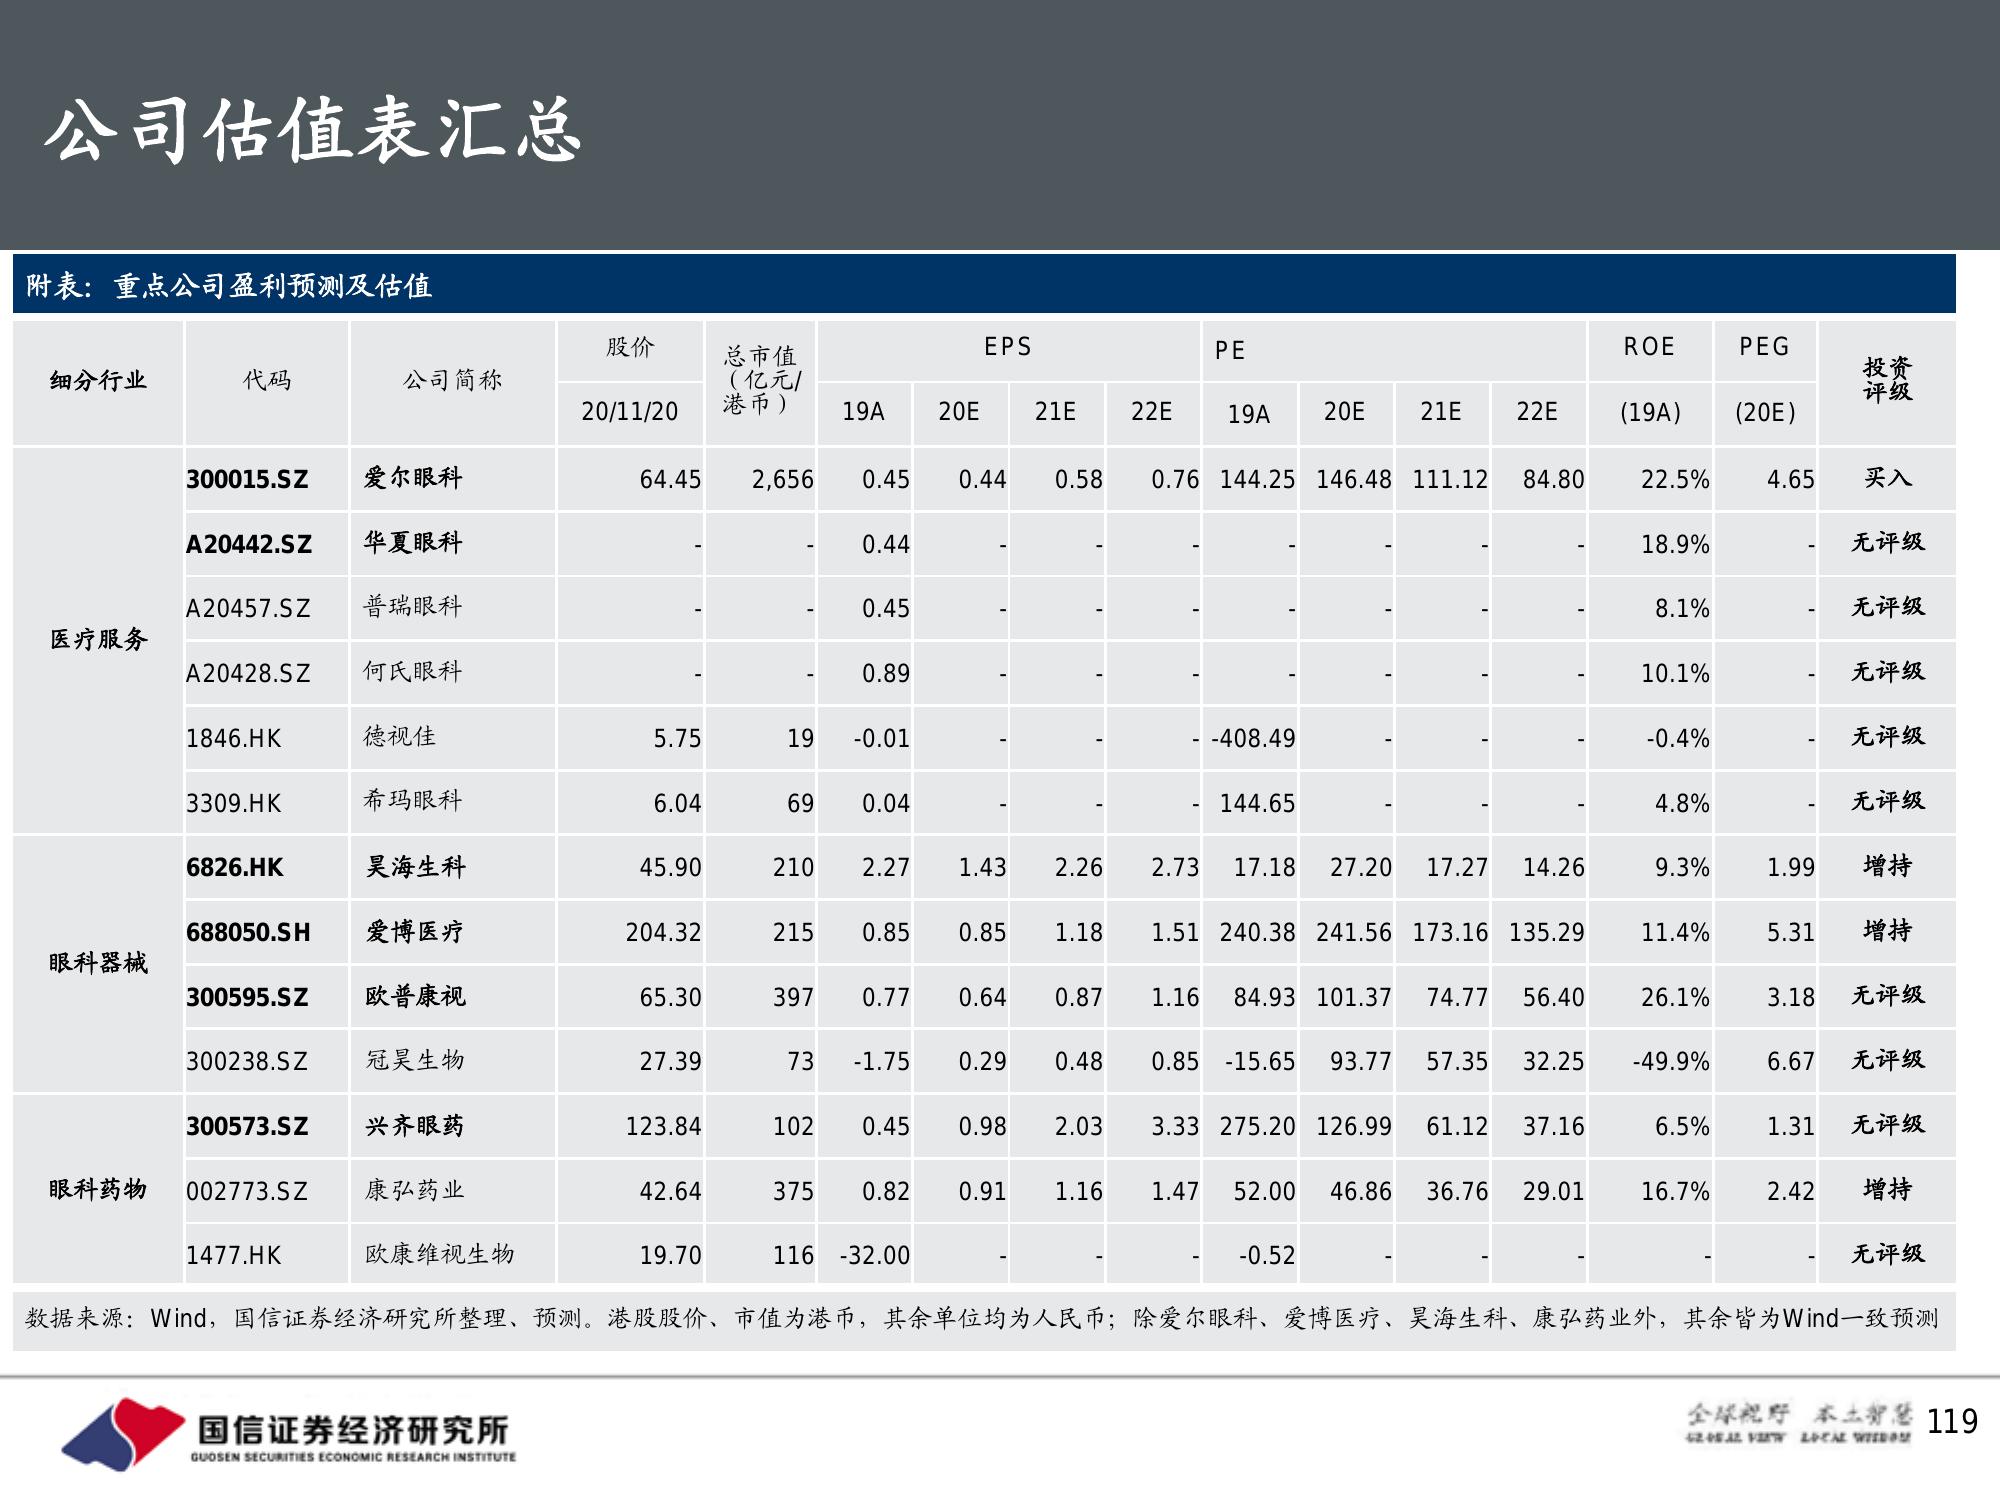 公司估值表汇总
附表：重点公司盈利预测及估值
细分行业 代码 公司简称 股价 总市值（亿元/港币） EPS PE ROE PEG 投资评级
20/11/20 19A 20E 21E 22E 19A 20E 21E 22E (19A) (20E)
医疗服务 300015.SZ 爱尔眼科 64.45 2,656 0.45 0.44 0.58 0.76 144.25 146.48 111.12 84.80 22.5% 4.65 买入
A20442.SZ 华夏眼科 - - 0.44 - - - - - - - 18.9% - 无评级
A20457.SZ 普瑞眼科 - - 0.45 - - - - - - - 8.1% - 无评级
A20428.SZ 何氏眼科 - - 0.89 - - - - - - - 10.1% - 无评级
1846.HK 德视佳 5.75 19 -0.01 - - - -408.49 - - - -0.4% - 无评级
3309.HK 希玛眼科 6.04 69 0.04 - - - 144.65 - - - 4.8% - 无评级
眼科器械 6826.HK 昊海生科 45.90 210 2.27 1.43 2.26 2.73 17.18 27.20 17.27 14.26 9.3% 1.99 增持
688050.SH 爱博医疗 204.32 215 0.85 0.85 1.18 1.51 240.38 241.56 173.16 135.29 11.4% 5.31 增持
300595.SZ 欧普康视 65.30 397 0.77 0.64 0.87 1.16 84.93 101.37 74.77 56.40 26.1% 3.18 无评级
300238.SZ 冠昊生物 27.39 73 -1.75 0.29 0.48 0.85 -15.65 93.77 57.35 32.25 -49.9% 6.67 无评级
眼科药物 300573.SZ 兴齐眼药 123.84 102 0.45 0.98 2.03 3.33 275.20 126.99 61.12 37.16 6.5% 1.31 无评级
002773.SZ 康弘药业 42.64 375 0.82 0.91 1.16 1.47 52.00 46.86 36.76 29.01 16.7% 2.42 增持
1477.HK 欧康维视生物 19.70 116 -32.00 - - - -0.52 - - - - - 无评级
数据来源：Wind，国信证券经济研究所整理、预测。港股股价、市值为港币，其余单位均为人民币；除爱尔眼科、爱博医疗、昊海生科、康弘药业外，其余皆为Wind一致预测
国信证券经济研究所
GUOSEN SECURITIES ECONOMIC RESEARCH INSTITUTE
全球视野 本土智慧
GLOBAL VIEW LOCAL WISDOM
119